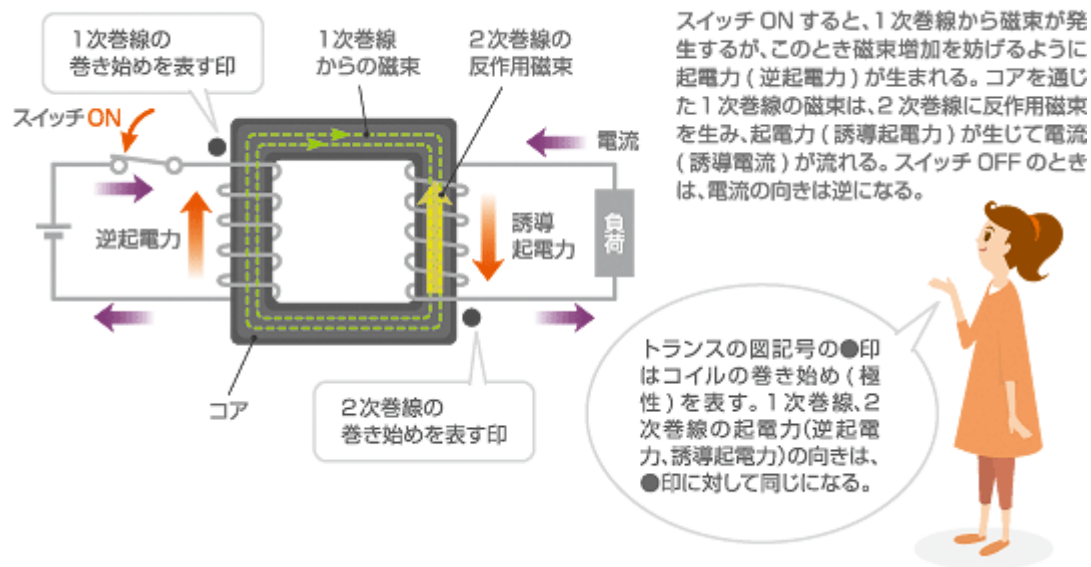 1次巻線の
巻き始めを表す印
1次巻線
からの磁束
2次巻線の
反作用磁束
スイッチON
電流
逆起電力
誘導
起電力
負荷
コア
2次巻線の
巻き始めを表す印
スイッチONすると、1次巻線から磁束が発
生するが、このとき磁束増加を妨げるように
起電力(逆起電力)が生まれる。コアを通じ
た1次巻線の磁束は、2次巻線に反作用磁束
を生み、起電力(誘導起電力)が生じて電流
(誘導電流)が流れる。スイッチOFFのとき
は、電流の向きは逆になる。
トランスの図記号の●印
はコイルの巻き始め(極
性)を表す。1次巻線、2
次巻線の起電力(逆起電
力、誘導起電力)の向きは、
●印に対して同じになる。